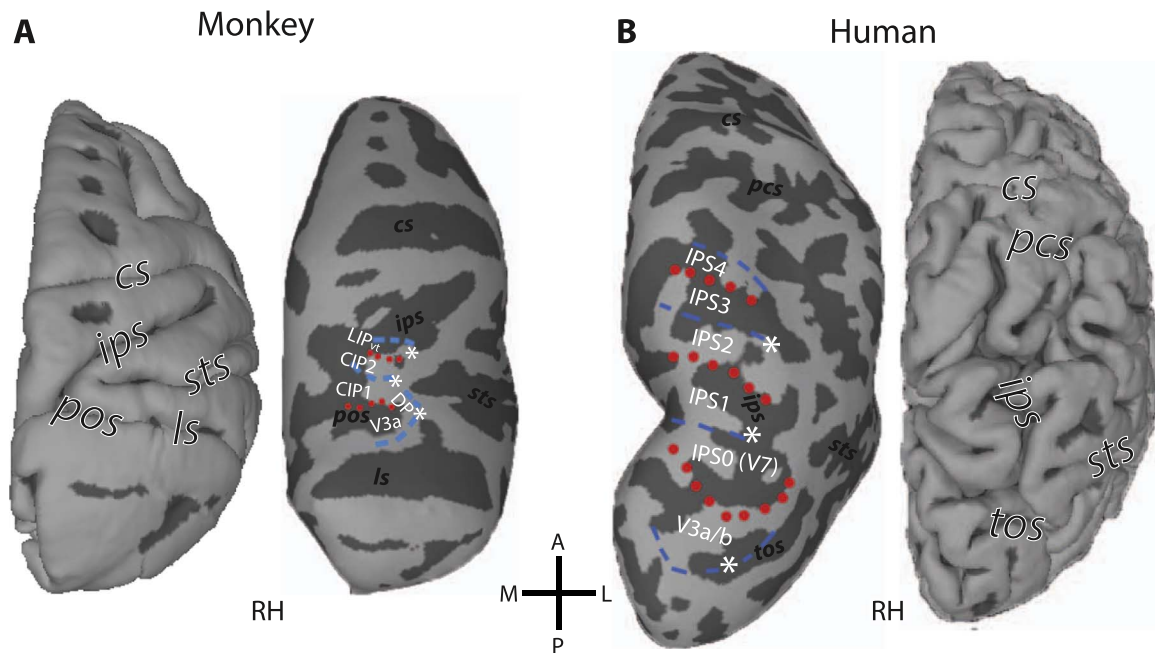 A
Monkey
B
Human
cs
ips
sts
pos
ls
cs
ips
LIPvt
*
CIP2
*
CIP1
DP
*
sts
pos
V3a
ls
RH
A
M
L
P
cs
pcs
IPS4
IPS3
IPS2
*
IPS1
ips
*
IPS0 (V7)
sts
V3a/b
tos
*
cs
pcs
ips
sts
tos
RH